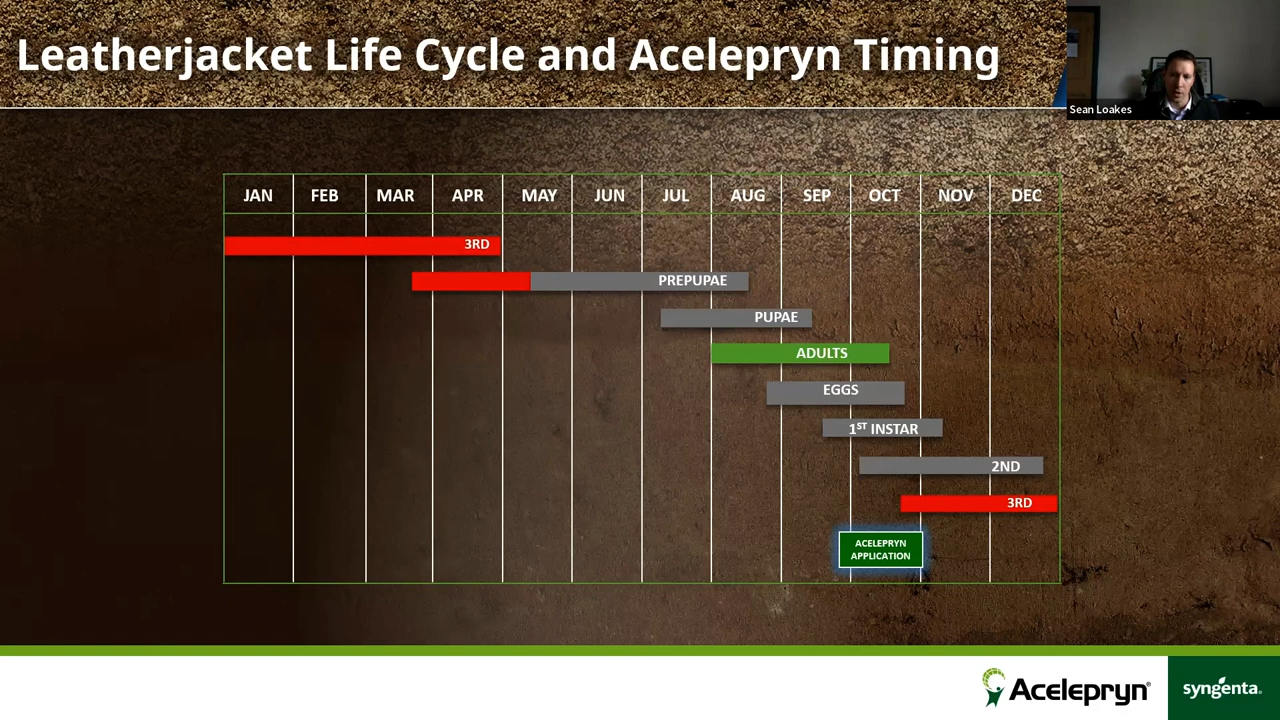 Leatherjacket Life Cycle and Acelepryn Timing
Sean Loakes
JAN FEB MAR APR MAY JUN JUL AUG SEP OCT NOV DEC
3RD
PREPUPAE
PUPAE
ADULTS
EGGS
1ST INSTAR
2ND
3RD
ACELEPRYN
APPLICATION
Acelepryn®
syngenta®